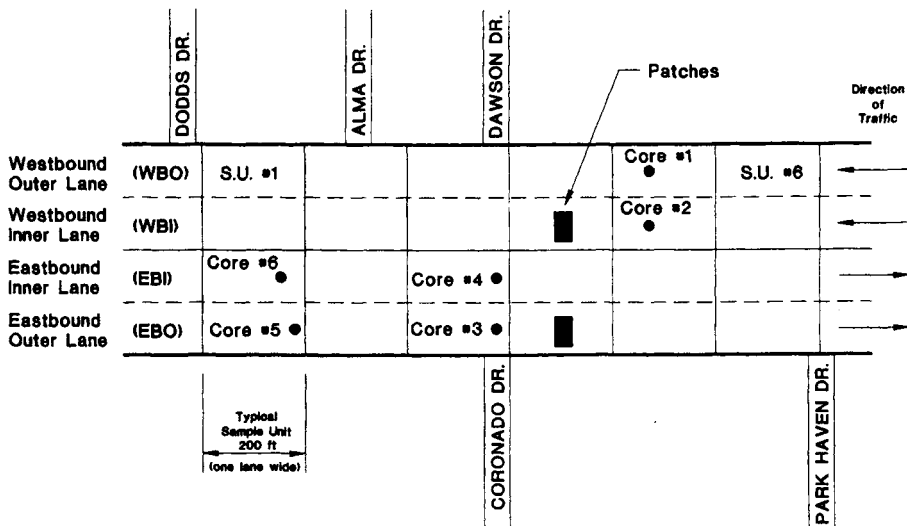 DODDS DR.
ALMA DR.
DAWSON DR.
Patches
Direction
of
Traffic
Westbound
Outer Lane
(WBO)
S.U. #1
Core #1
S.U. #6
Westbound
Inner Lane
(WBI)
Core #2
Eastbound
Inner Lane
(EBI)
Core #6
Core #4
Eastbound
Outer Lane
(EBO)
Core #5
Core #3
Typical
Sample Unit
200 ft
(one lane wide)
CORONADO DR.
PARK HAVEN DR.